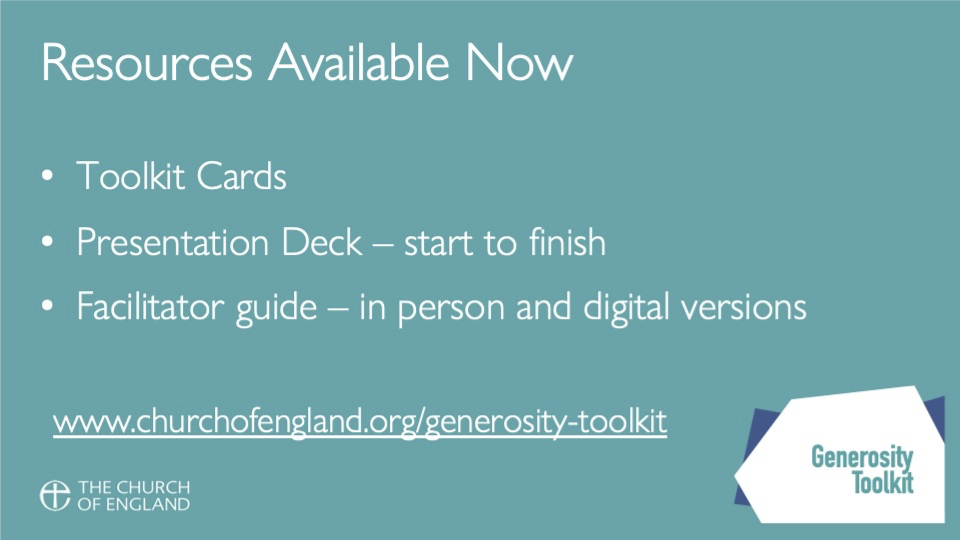 Resources Available Now
• Toolkit Cards
• Presentation Deck – start to finish
• Facilitator guide – in person and digital versions
www.churchofengland.org/generosity-toolkit
THE CHURCH
OF ENGLAND
Generosity
Toolkit